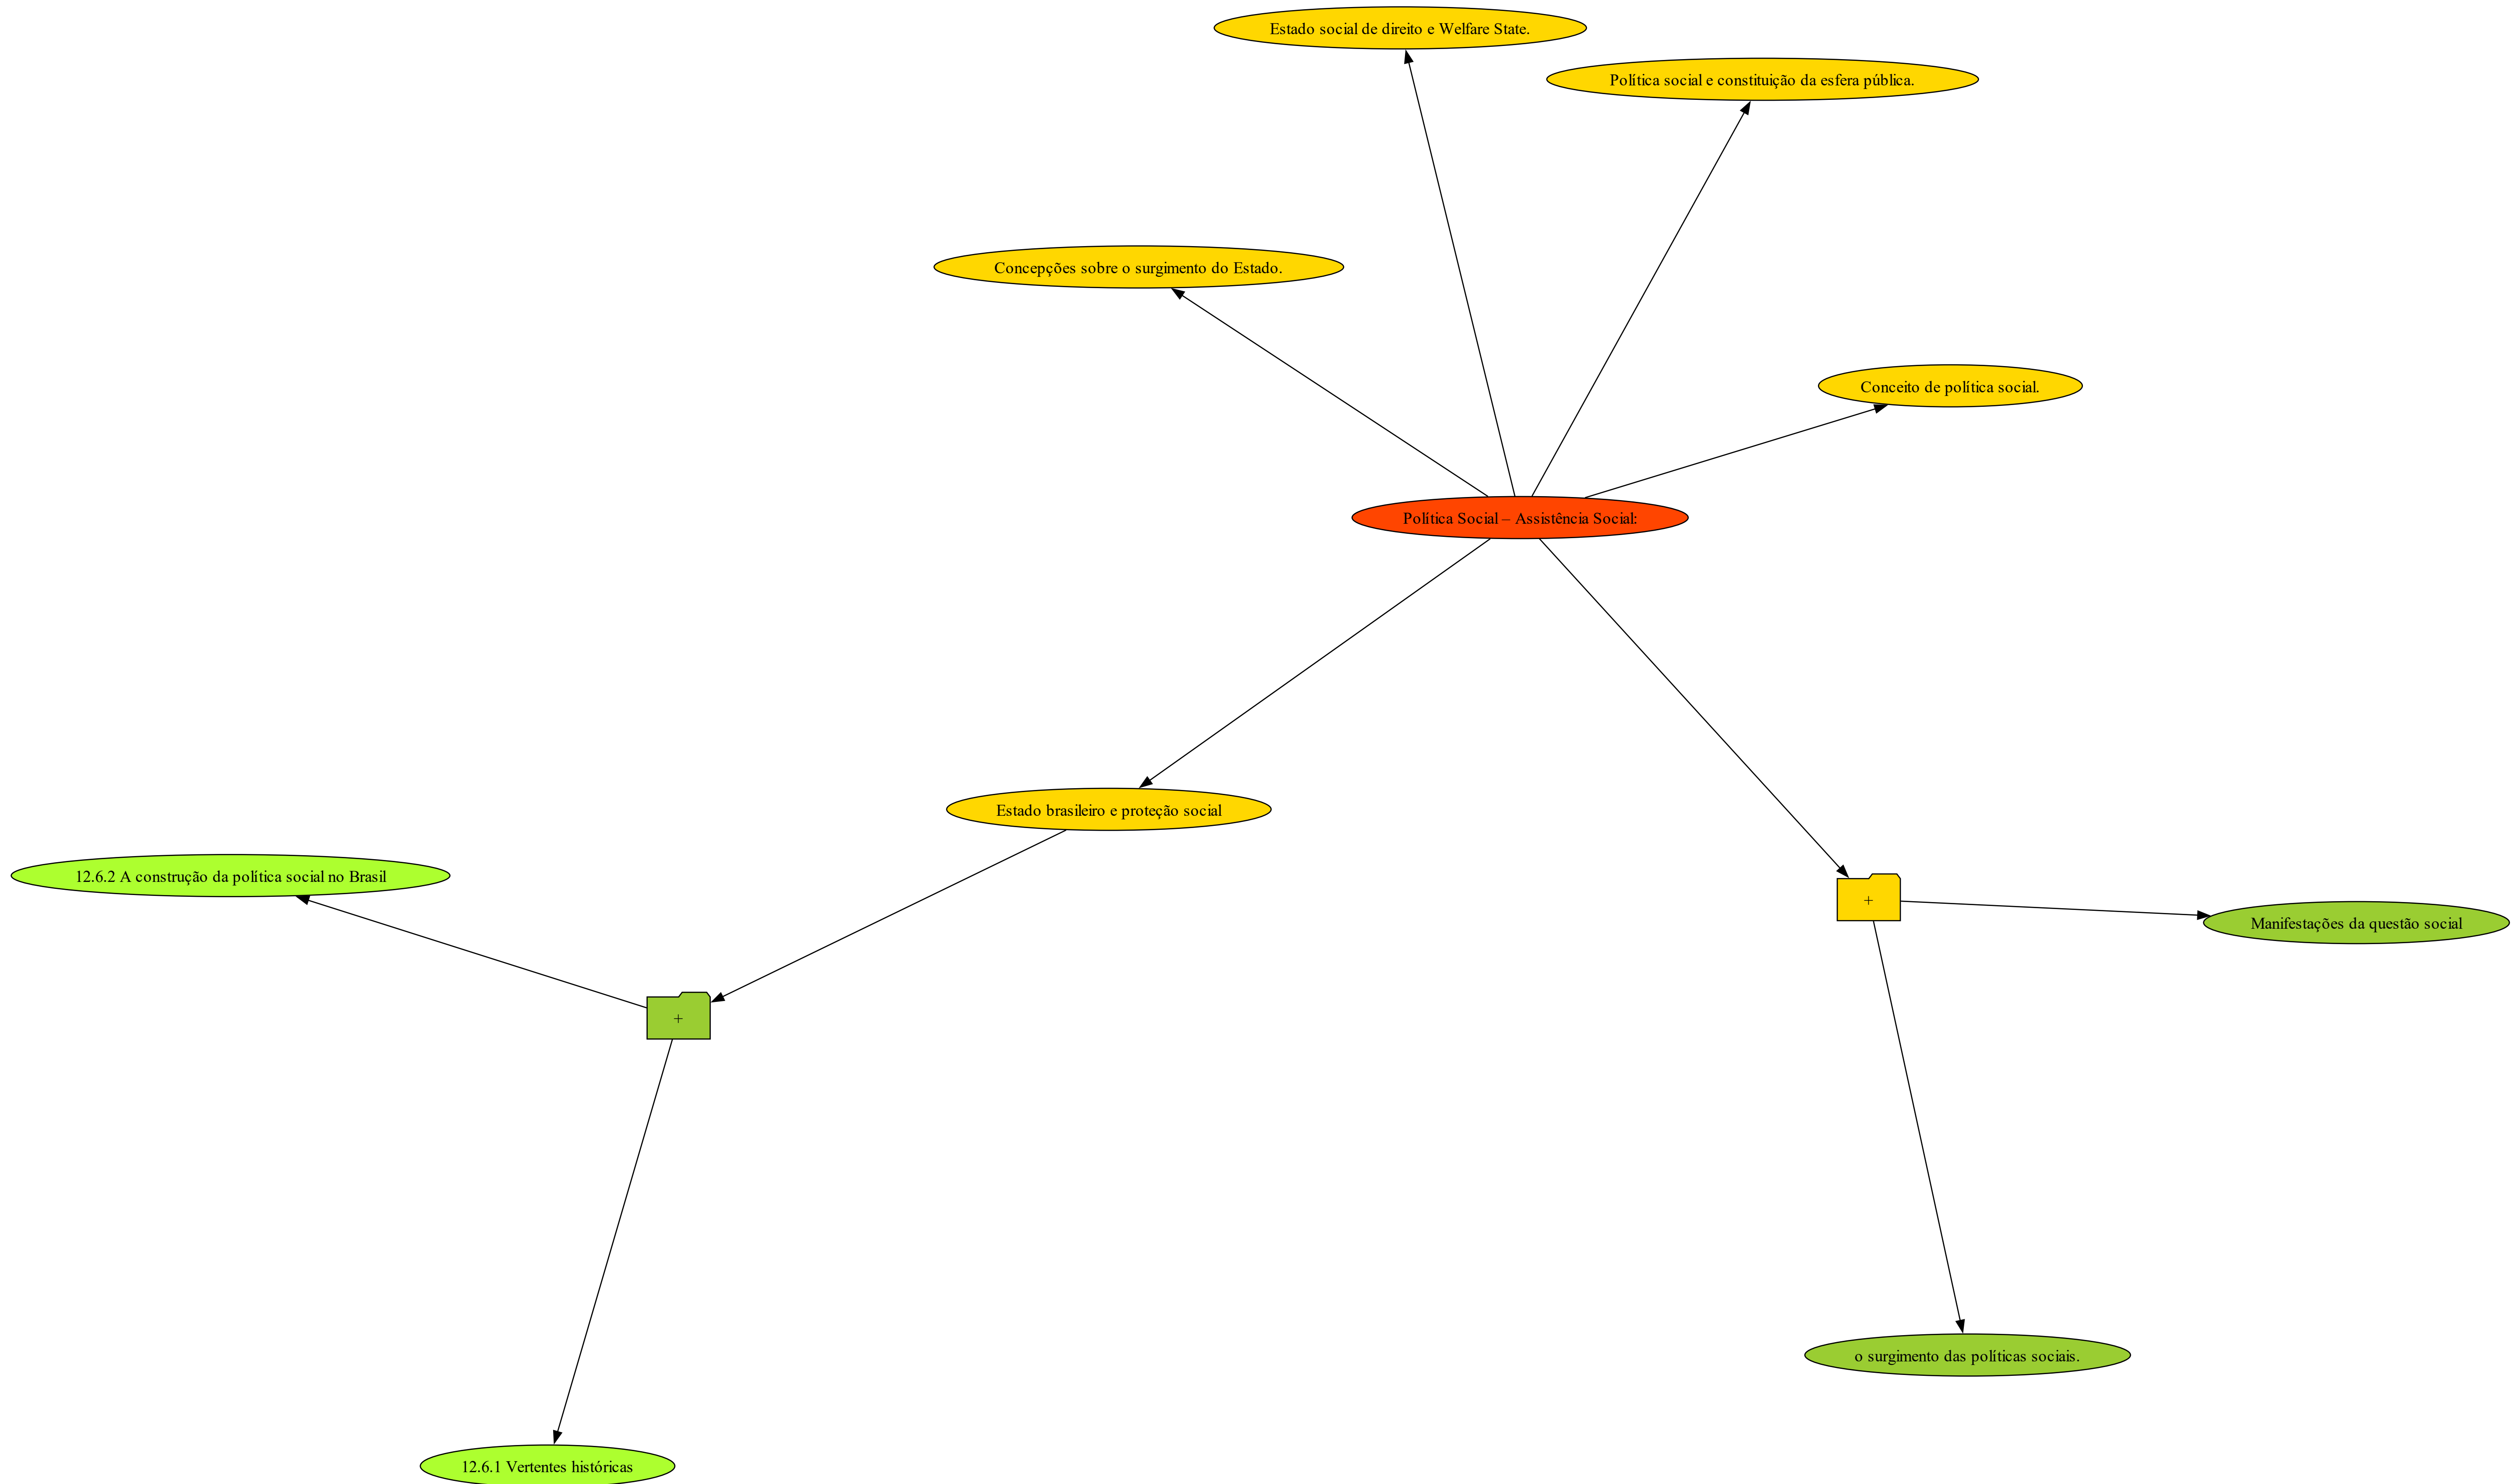 Estado social de direito e Welfare State.
Política social e constituição da esfera pública.
Concepções sobre o surgimento do Estado.
Conceito de política social.
Política Social – Assistência Social:
Estado brasileiro e proteção social
12.6.2 A construção da política social no Brasil
+
Manifestações da questão social
+
o surgimento das políticas sociais.
12.6.1 Vertentes históricas